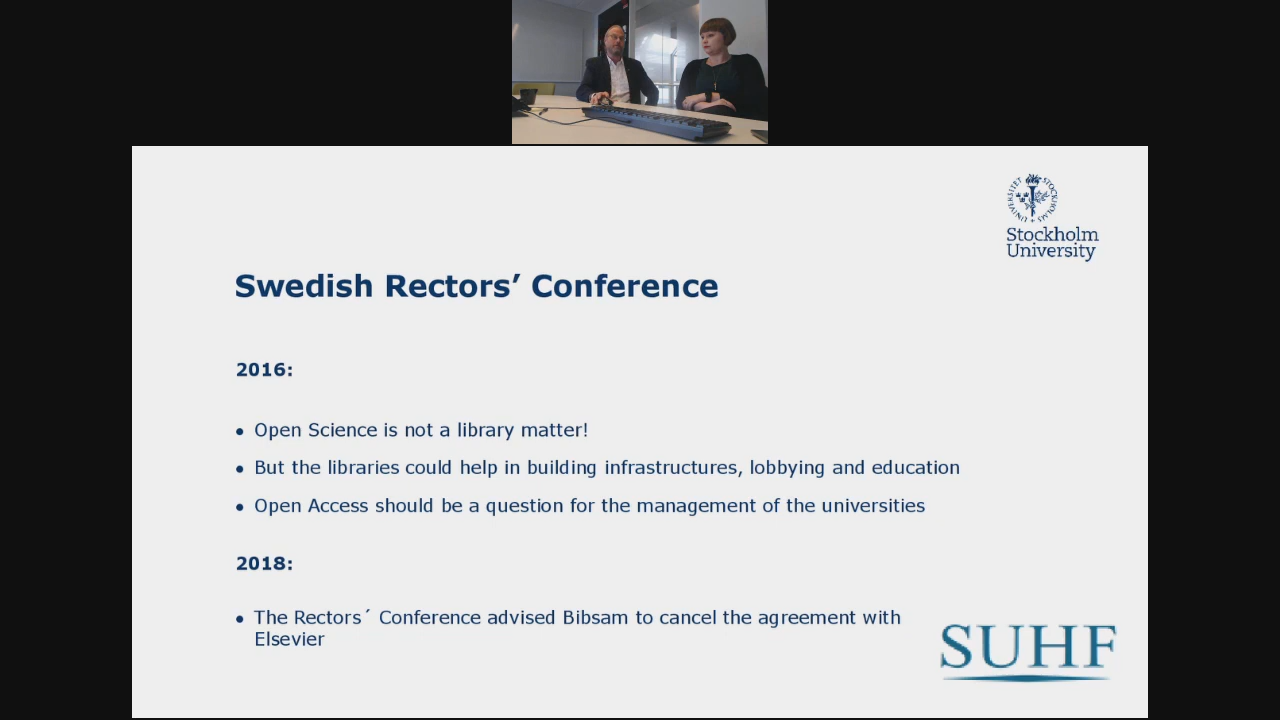 STOCKHOLMS UNIVERSITET
Stockholm
University
Swedish Rectors’ Conference
2016:
• Open Science is not a library matter!
• But the libraries could help in building infrastructures, lobbying and education
• Open Access should be a question for the management of the universities
2018:
• The Rectors´ Conference advised Bibsam to cancel the agreement with
Elsevier
SUHF